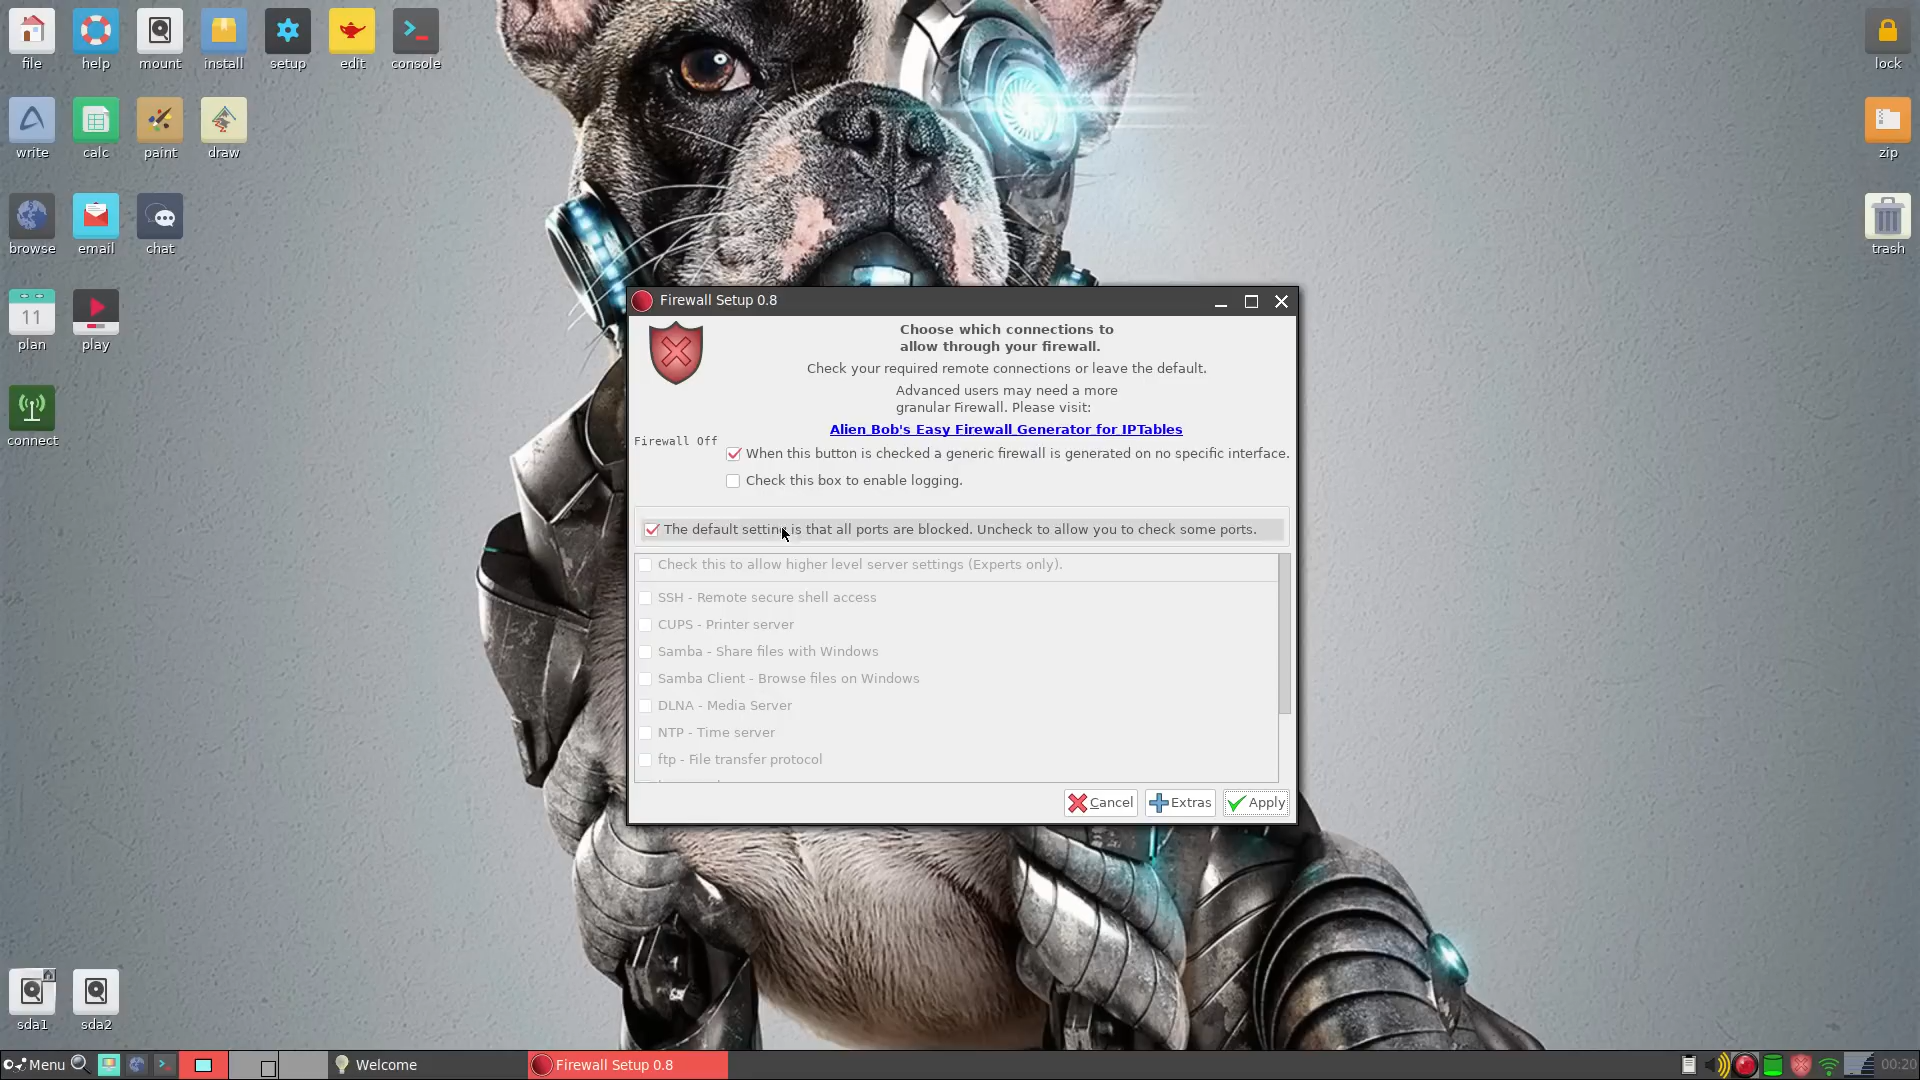 file
help
mount
install
setup
edit
console
lock
write
calc
paint
draw
zip
browse
email
chat
trash
11
plan
play
connect
Firewall Setup 0.8
Choose which connections to
allow through your firewall.
Check your required remote connections or leave the default.
Advanced users may need a more
granular Firewall. Please visit:
Alien Bob's Easy Firewall Generator for IPTables
Firewall Off
When this button is checked a generic firewall is generated on no specific interface.
Check this box to enable logging.
The default setting is that all ports are blocked. Uncheck to allow you to check some ports.
Check this to allow higher level server settings (Experts only).
SSH - Remote secure shell access
CUPS - Printer server
Samba - Share files with Windows
Samba Client - Browse files on Windows
DLNA - Media Server
NTP - Time server
ftp - File transfer protocol
Cancel
Extras
Apply
sda1
sda2
Menu
Welcome
Firewall Setup 0.8
00:20